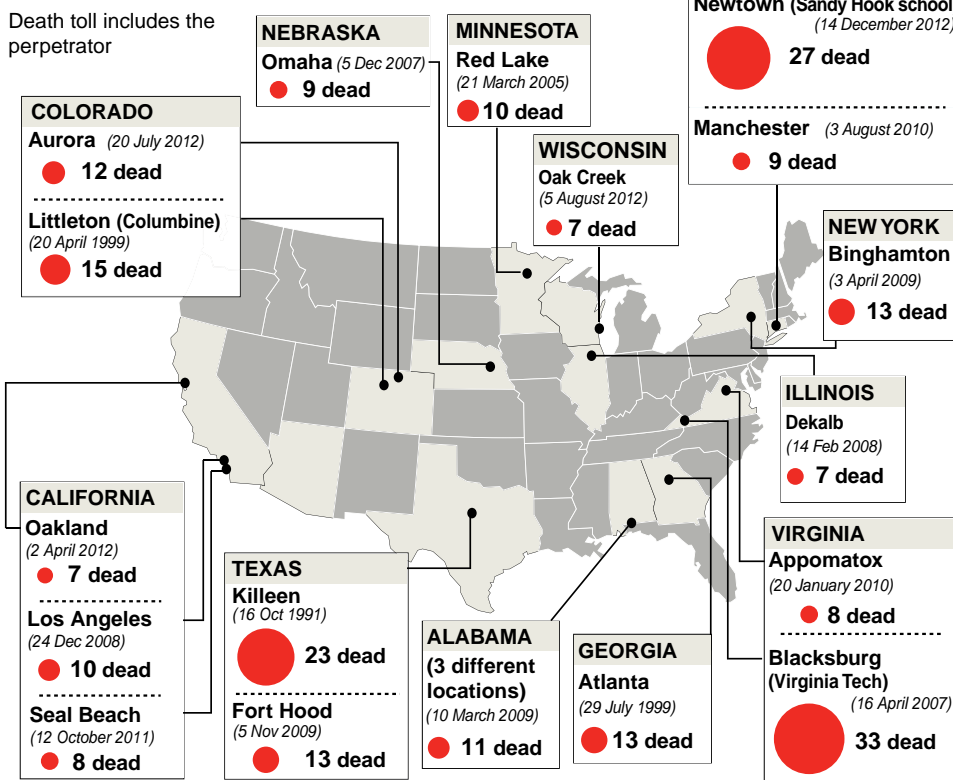 Death toll includes the
perpetrator
NEBRASKA
Omaha (5 Dec 2007)
9 dead
MINNESOTA
Red Lake
(21 March 2005)
10 dead
Newtown (Sandy Hook school
(14 December 2012)
27 dead
Manchester (3 August 2010)
9 dead
COLORADO
Aurora (20 July 2012)
12 dead
Littleton (Columbine)
(20 April 1999)
15 dead
WISCONSIN
Oak Creek
(5 August 2012)
7 dead
NEW YORK
Binghamton
(3 April 2009)
13 dead
ILLINOIS
Dekalb
(14 Feb 2008)
7 dead
CALIFORNIA
Oakland
(2 April 2012)
7 dead
Los Angeles
(24 Dec 2008)
10 dead
Seal Beach
(12 October 2011)
8 dead
TEXAS
Killeen
(16 Oct 1991)
23 dead
Fort Hood
(5 Nov 2009)
13 dead
ALABAMA
(3 different
locations)
(10 March 2009)
11 dead
GEORGIA
Atlanta
(29 July 1999)
13 dead
VIRGINIA
Appomatox
(20 January 2010)
8 dead
Blacksburg
(Virginia Tech)
(16 April 2007)
33 dead